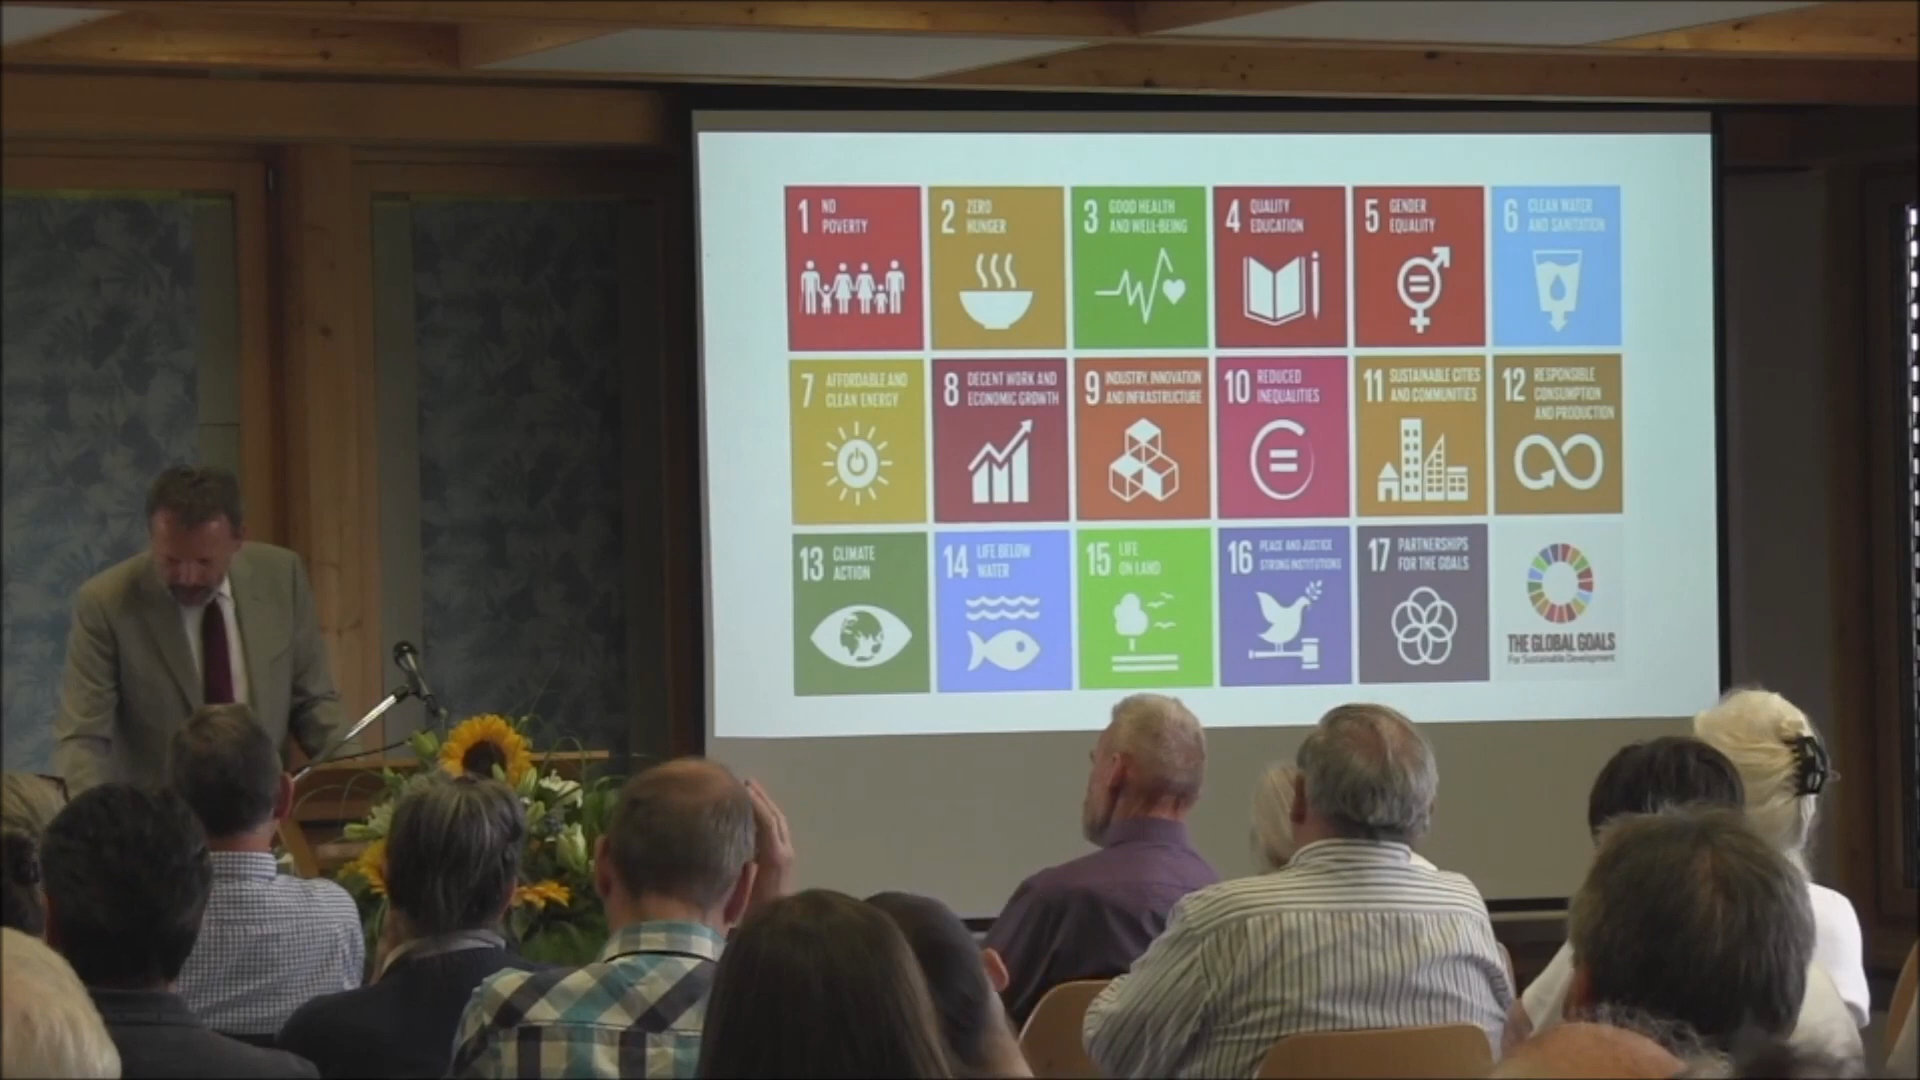 1 NO
POVERTY
2 ZERO
HUNGER
3 GOOD HEALTH
AND WELL-BEING
4 QUALITY
EDUCATION
5 GENDER
EQUALITY
6 CLEAN WATER
AND SANITATION
7 AFFORDABLE AND
CLEAN ENERGY
8 DECENT WORK AND
ECONOMIC GROWTH
9 INDUSTRY, INNOVATION
AND INFRASTRUCTURE
10 REDUCED
INEQUALITIES
11 SUSTAINABLE CITIES
AND COMMUNITIES
12 RESPONSIBLE
CONSUMPTION
AND PRODUCTION
13 CLIMATE
ACTION
14 LIFE BELOW
WATER
15 LIFE
ON LAND
16 PEACE AND JUSTICE
STRONG INSTITUTIONS
17 PARTNERSHIPS
FOR THE GOALS
THE GLOBAL GOALS
For Sustainable Development